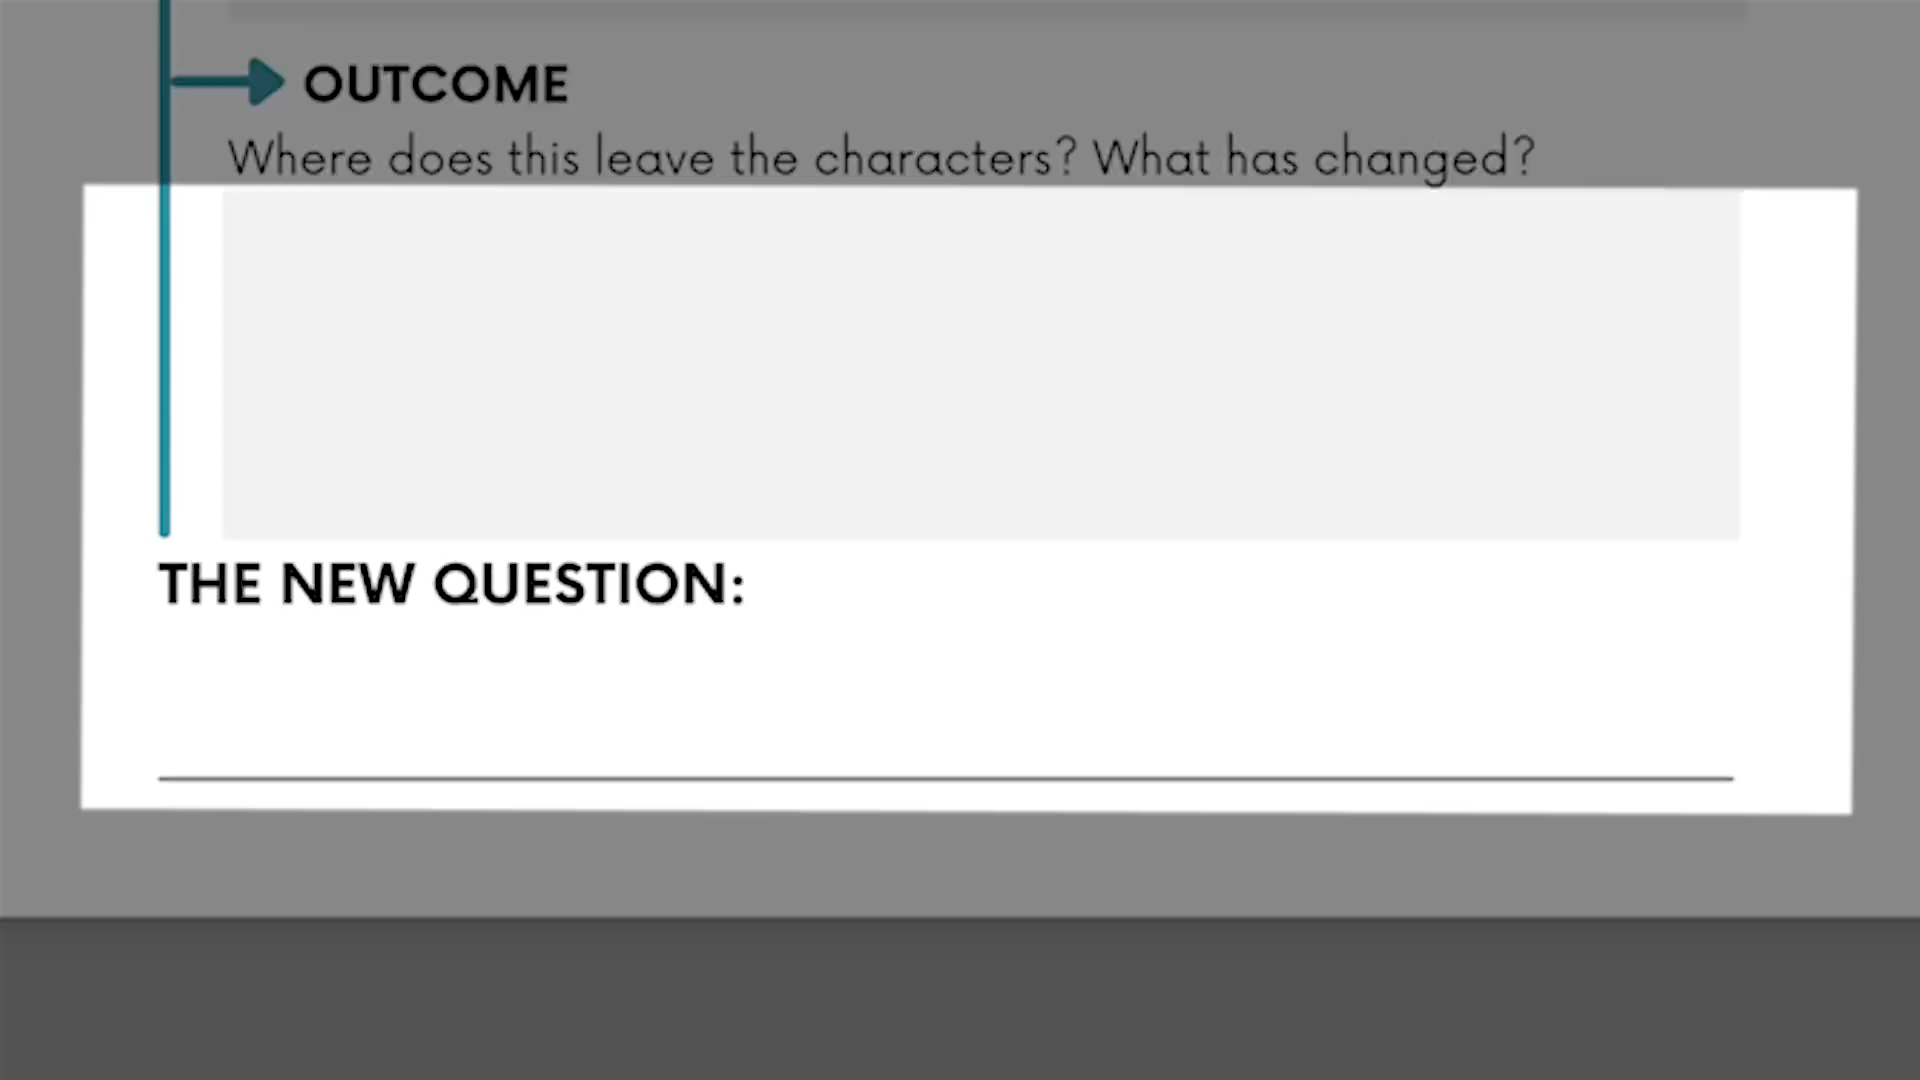 OUTCOME
Where does this leave the characters? What has changed?
THE NEW QUESTION: